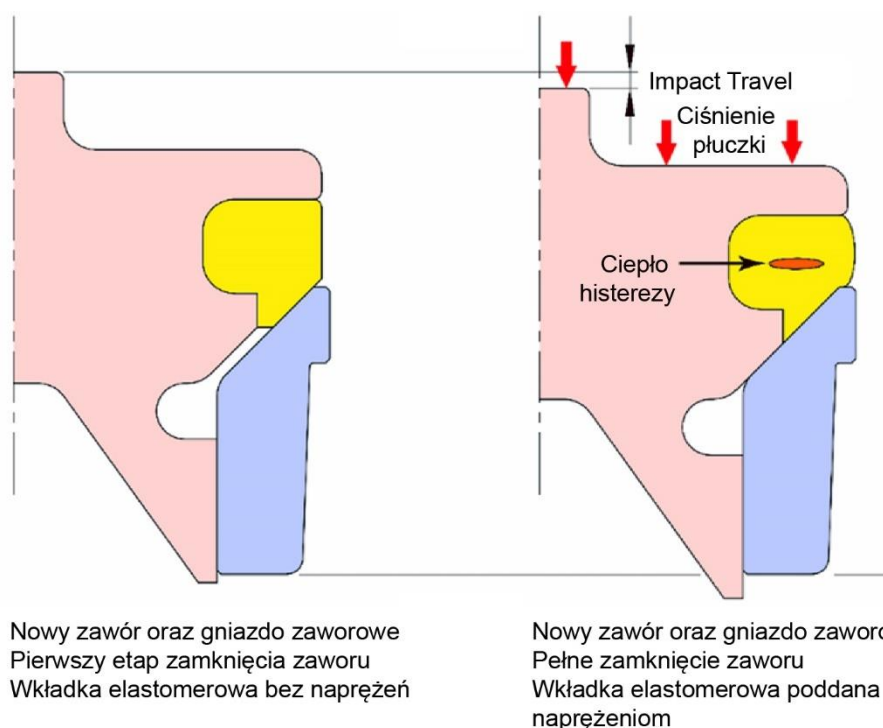 Impact Travel
Ciśnienie
płuczki
Ciepło
histerezy
Nowy zawór oraz gniazdo zaworowe
Pierwszy etap zamknięcia zaworu
Wkładka elastomerowa bez naprężeń
Nowy zawór oraz gniazdo zaworo
Pełne zamknięcie zaworu
Wkładka elastomerowa poddana
naprężeniom